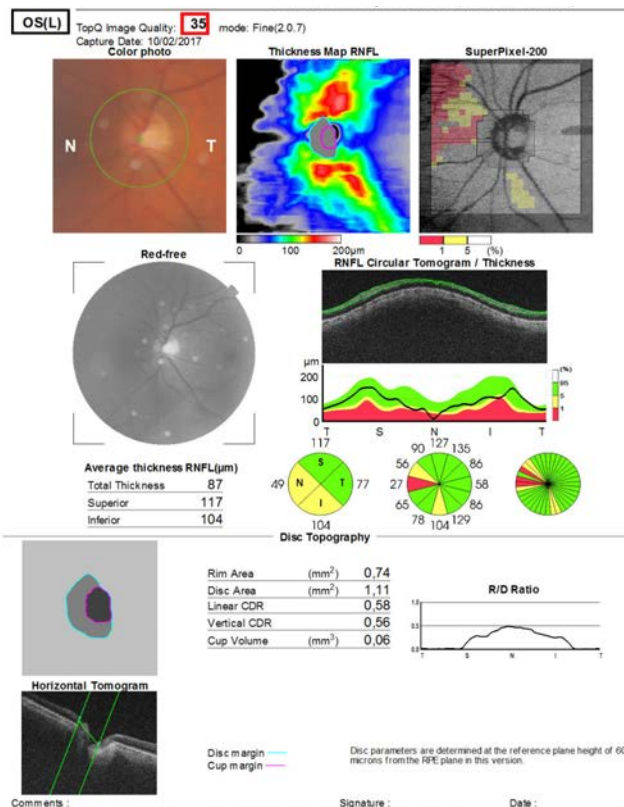 OS(L) TopQ Image Quality: 35 mode: Fine(2.0.7)
Capture Date: 10/02/2017
Color photo Thickness Map RNFL SuperPixel-200
N T
0 100 200µm
1 5 (%)
Red-free
RNFL Circular Tomogram / Thickness
µm
200
100
0
T S N I T
(%)
95
5
1
Average thickness RNFL(µm)
Total Thickness 87
Superior 117
Inferior 104
117
S
49 N T 77
I
104
127
90 135
56 86
27 58
65 86
78 129
104
Disc Topography
Rim Area (mm²) 0,74
Disc Area (mm²) 1,11
Linear CDR 0,58
Vertical CDR 0,56
Cup Volume (mm³) 0,06
R/D Ratio
1.0
0.5
0.0
T S N I T
Horizontal Tomogram
Disc margin
Cup margin
Disc parameters are determined at the reference plane height of 60
microns from the RPE plane in this version.
Comments : Signature : Date :